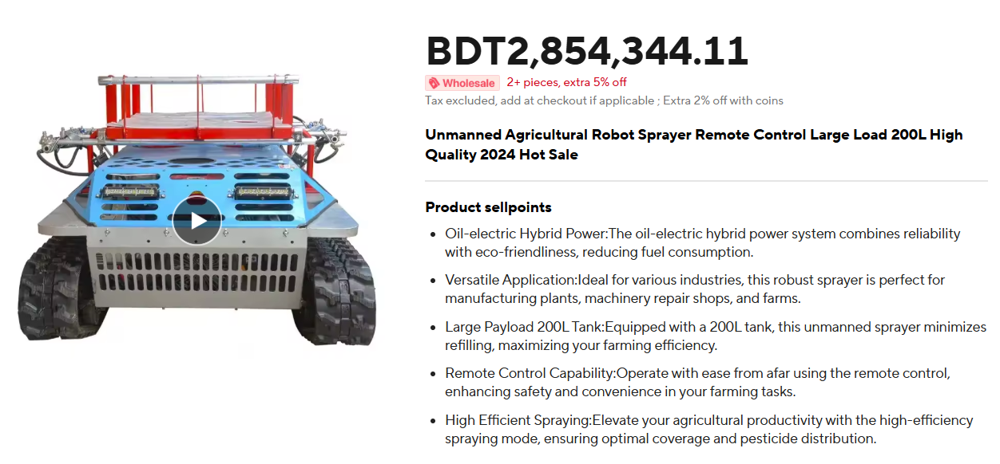 BDT2,854,344.11
Wholesale 2+ pieces, extra 5% off
Tax excluded, add at checkout if applicable ; Extra 2% off with coins
Unmanned Agricultural Robot Sprayer Remote Control Large Load 200L High
Quality 2024 Hot Sale
Product sellpoints
• Oil-electric Hybrid Power:The oil-electric hybrid power system combines reliability
with eco-friendliness, reducing fuel consumption.
• Versatile Application:Ideal for various industries, this robust sprayer is perfect for
manufacturing plants, machinery repair shops, and farms.
• Large Payload 200L Tank:Equipped with a 200L tank, this unmanned sprayer minimizes
refilling, maximizing your farming efficiency.
• Remote Control Capability:Operate with ease from afar using the remote control,
enhancing safety and convenience in your farming tasks.
• High Efficient Spraying:Elevate your agricultural productivity with the high-efficiency
spraying mode, ensuring optimal coverage and pesticide distribution.